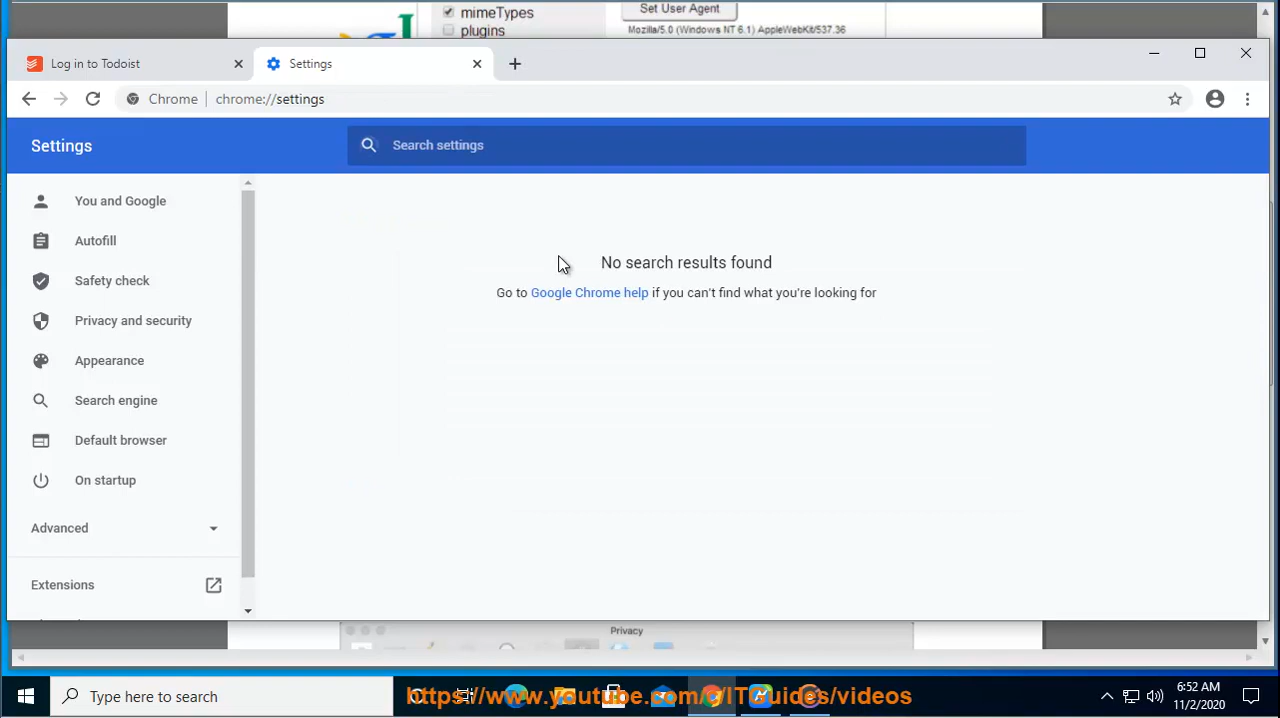 mimeTypes
plugins
Set User Agent
Mozilla/5.0 (Windows NT 6.1) AppleWebKit/537.36
Log in to Todoist
Settings
Chrome
chrome://settings
Settings
Search settings
You and Google
Autofill
Safety check
Privacy and security
Appearance
Search engine
Default browser
On startup
Advanced
Extensions
No search results found
Go to Google Chrome help if you can't find what you're looking for
Privacy
Type here to search
6:52 AM
11/2/2020